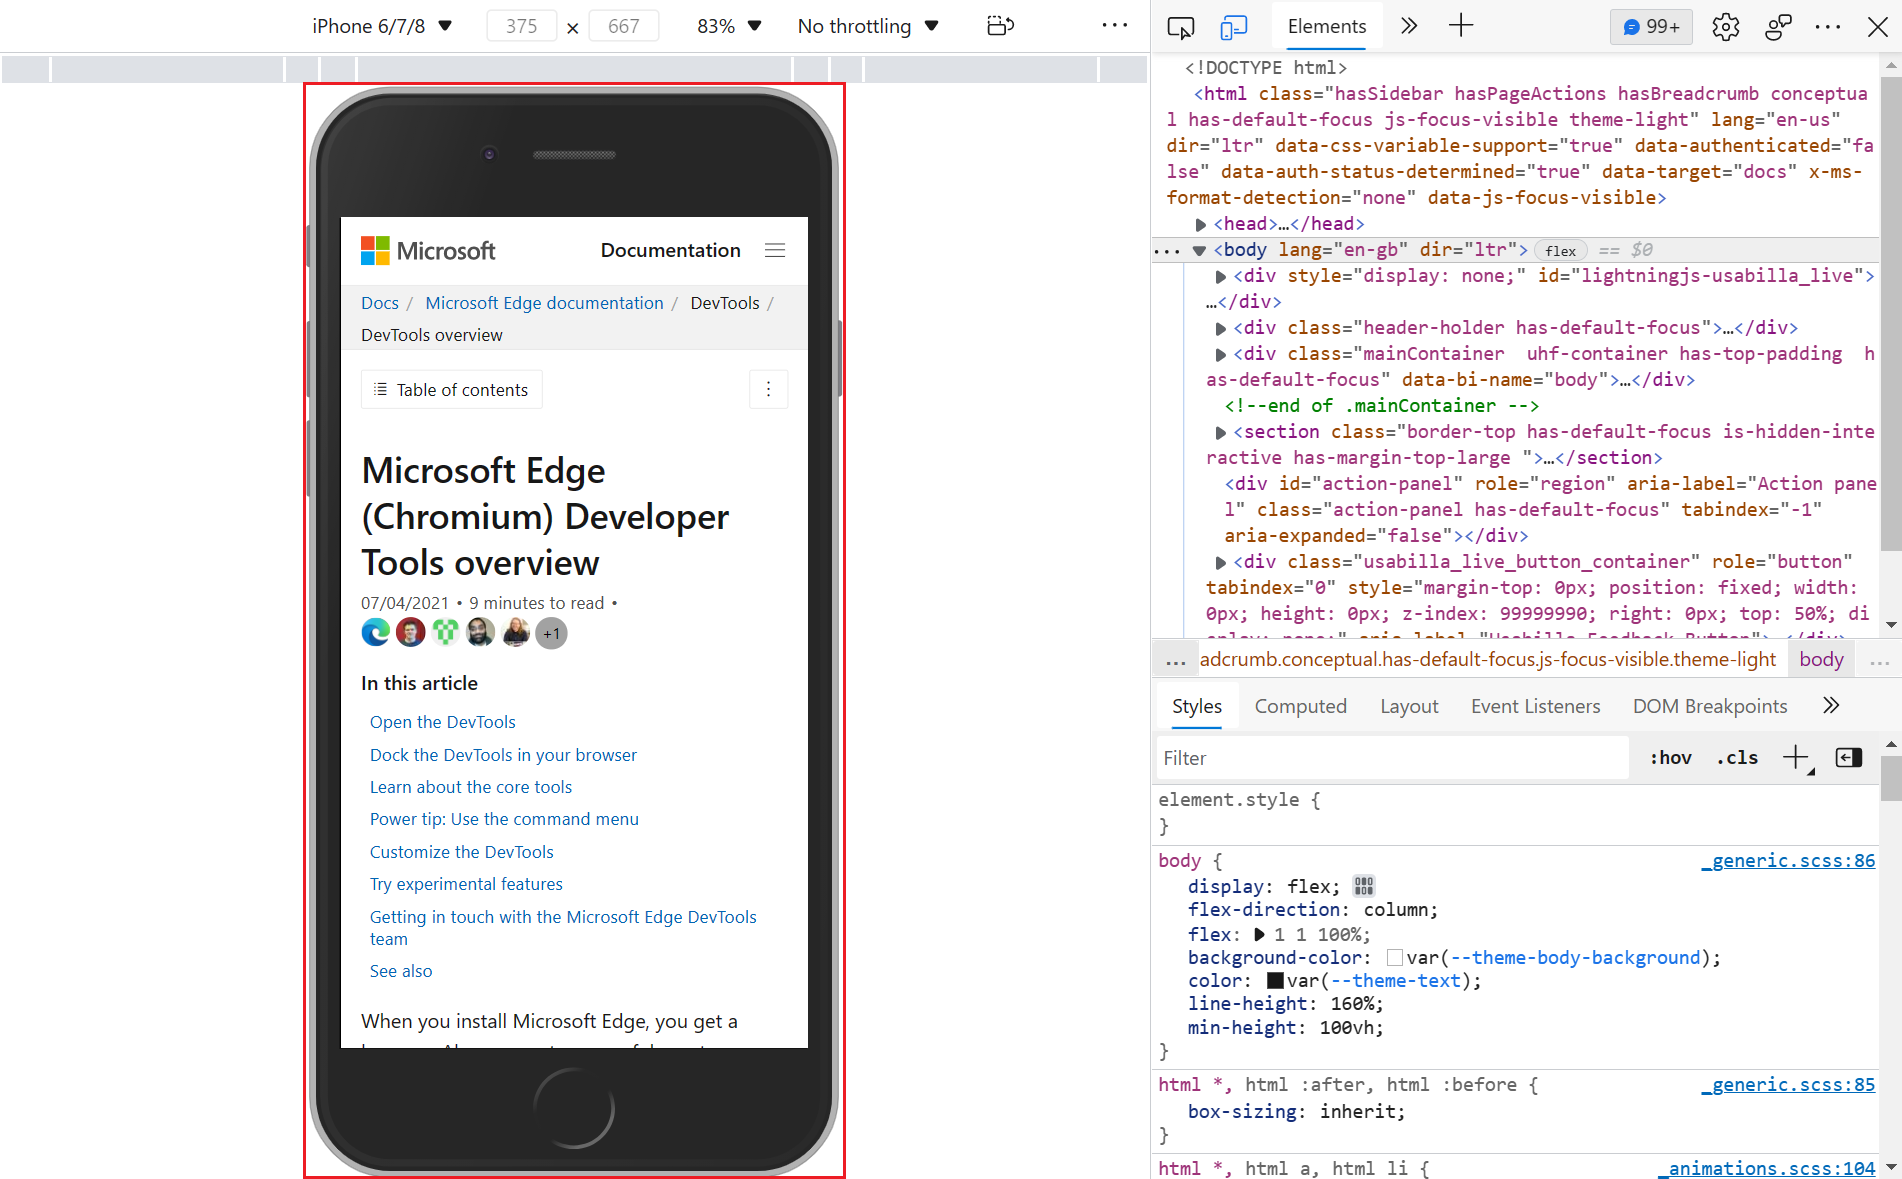 iPhone 6/7/8 375 × 667 83% No throttling
Microsoft Documentation
Docs / Microsoft Edge documentation / DevTools /
DevTools overview
Table of contents
Microsoft Edge
(Chromium) Developer
Tools overview
07/04/2021 • 9 minutes to read •
+1
In this article
Open the DevTools
Dock the DevTools in your browser
Learn about the core tools
Power tip: Use the command menu
Customize the DevTools
Try experimental features
Getting in touch with the Microsoft Edge DevTools
team
See also
When you install Microsoft Edge, you get a
Elements 99+
<!DOCTYPE html>
<html class="hasSidebar hasPageActions hasBreadcrumb conceptua
l has-default-focus js-focus-visible theme-light" lang="en-us"
dir="ltr" data-css-variable-support="true" data-authenticated="fa
lse" data-auth-status-determined="true" data-target="docs" x-ms-
format-detection="none" data-js-focus-visible>
<head>…</head>
… <body lang="en-gb" dir="ltr"> flex == $0
<div style="display: none;" id="lightningjs-usabilla_live">
…</div>
<div class="header-holder has-default-focus">…</div>
<div class="mainContainer  uhf-container has-top-padding  h
as-default-focus" data-bi-name="body">…</div>
<!--end of .mainContainer -->
<section class="border-top has-default-focus is-hidden-inte
ractive has-margin-top-large ">…</section>
<div id="action-panel" role="region" aria-label="Action pane
l" class="action-panel has-default-focus" tabindex="-1"
aria-expanded="false"></div>
<div class="usabilla_live_button_container" role="button"
tabindex="0" style="margin-top: 0px; position: fixed; width:
0px; height: 0px; z-index: 99999990; right: 0px; top: 50%; di
splay: none;" aria-label="Usabilla Feedback Button">…</div>
… adcrumb.conceptual.has-default-focus.js-focus-visible.theme-light body …
Styles Computed Layout Event Listeners DOM Breakpoints
Filter :hov .cls
element.style {
}
body { _generic.scss:86
display: flex;
flex-direction: column;
flex: 1 1 100%;
background-color: var(--theme-body-background);
color: var(--theme-text);
line-height: 160%;
min-height: 100vh;
}
html *, html :after, html :before { _generic.scss:85
box-sizing: inherit;
}
html *, html a, html li { _animations.scss:104